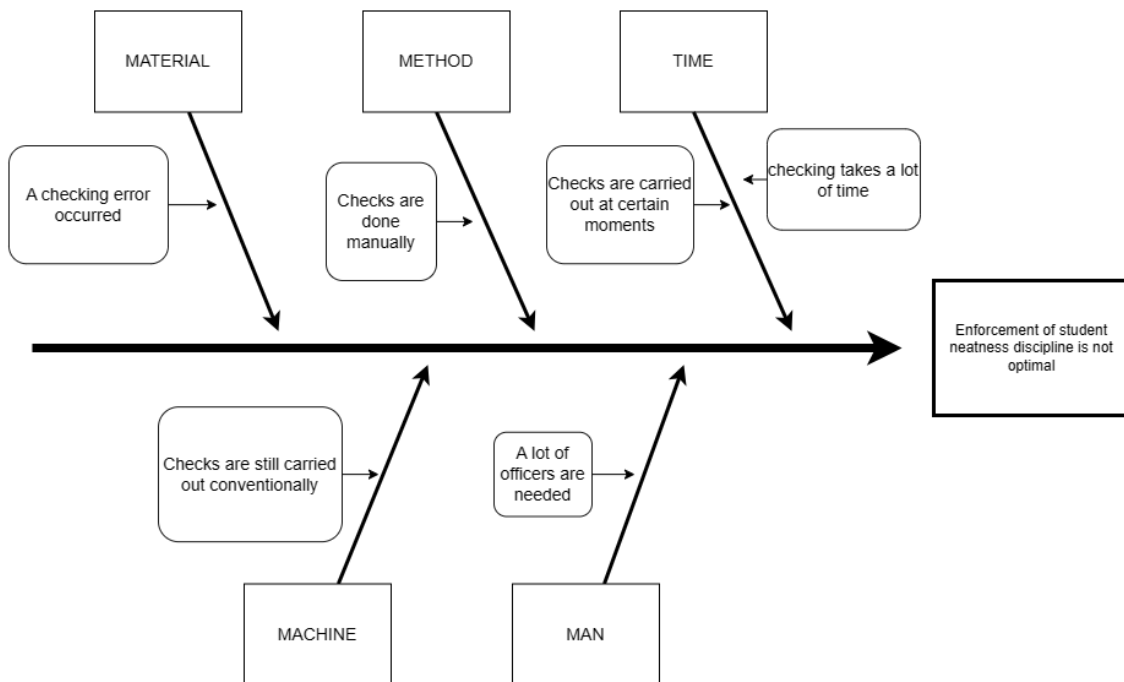 MATERIAL
METHOD
TIME
A checking error
occurred
Checks are
done
manually
Checks are carried
out at certain
moments
checking takes a lot
of time
Enforcement of student
neatness discipline is not
optimal
Checks are still carried
out conventionally
A lot of
officers are
needed
MACHINE
MAN